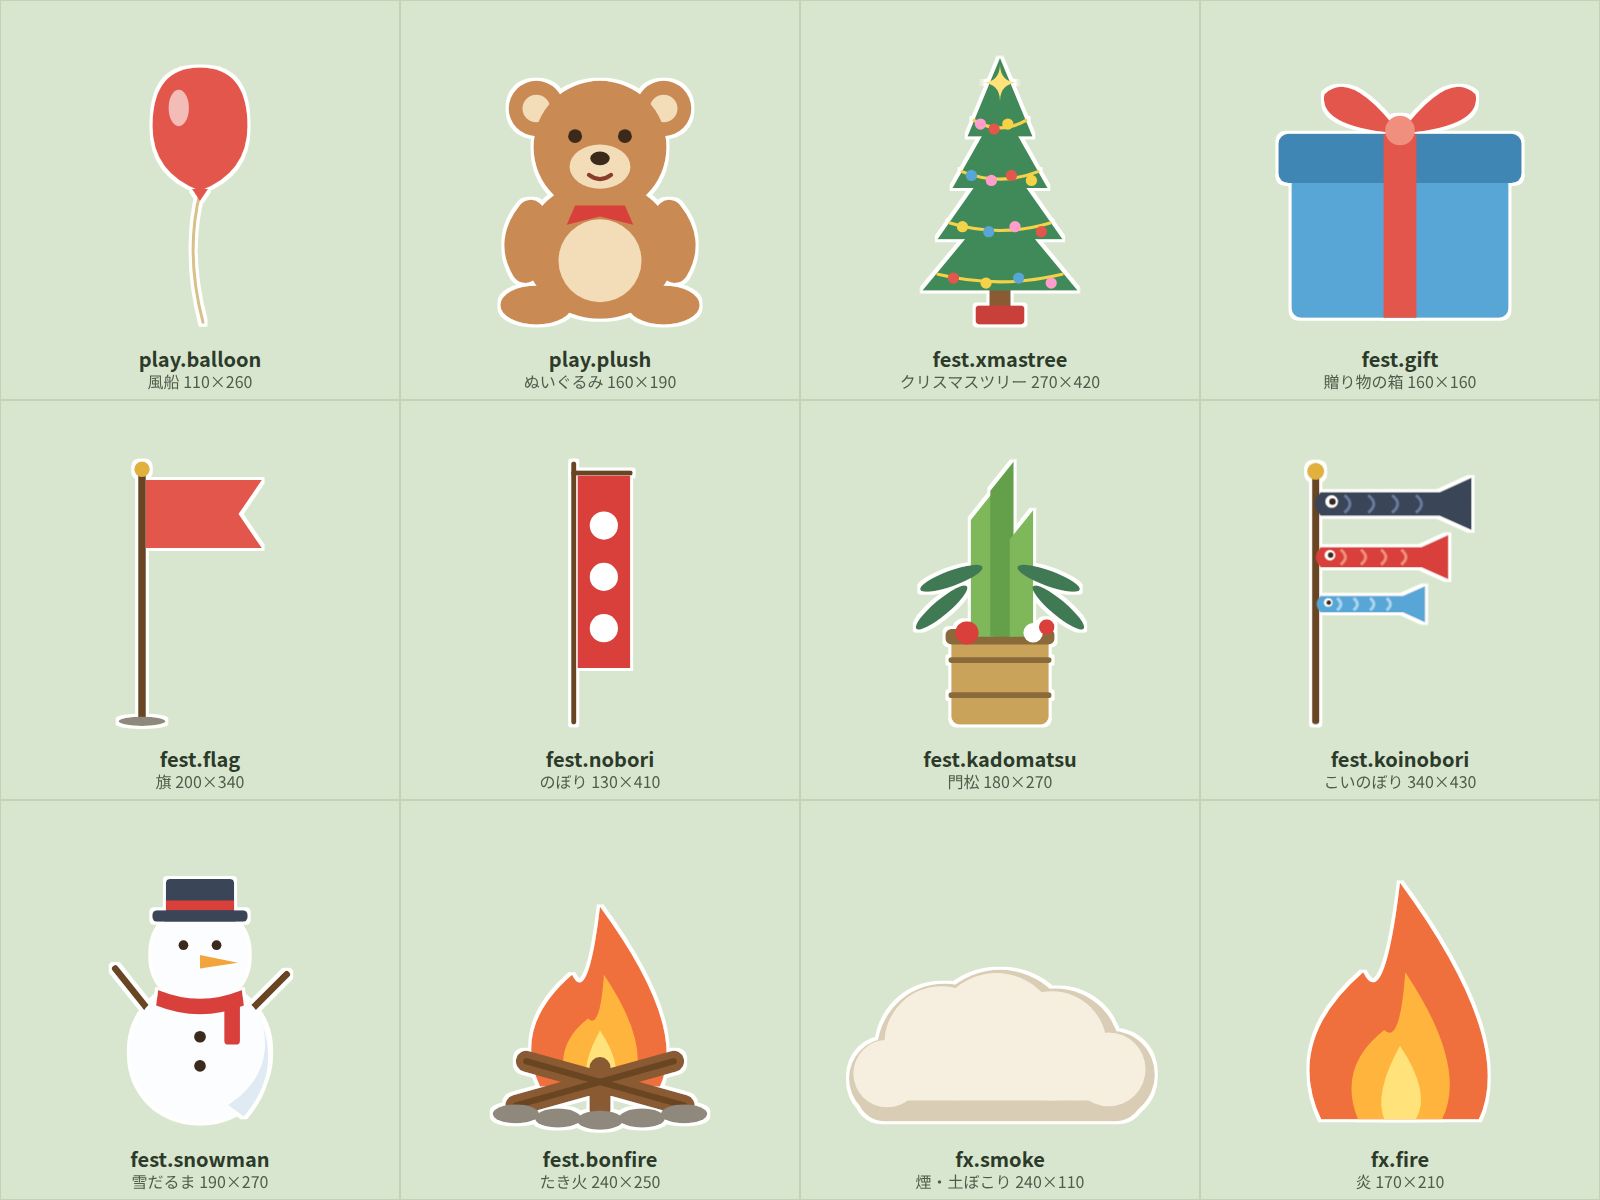 play.balloon
風船 110×260
play.plush
ぬいぐるみ 160×190
fest.xmastree
クリスマスツリー 270×420
fest.gift
贈り物の箱 160×160
fest.flag
旗 200×340
fest.nobori
のぼり 130×410
fest.kadomatsu
門松 180×270
fest.koinobori
こいのぼり 340×430
fest.snowman
雪だるま 190×270
fest.bonfire
たき火 240×250
fx.smoke
煙・土ぼこり 240×110
fx.fire
炎 170×210